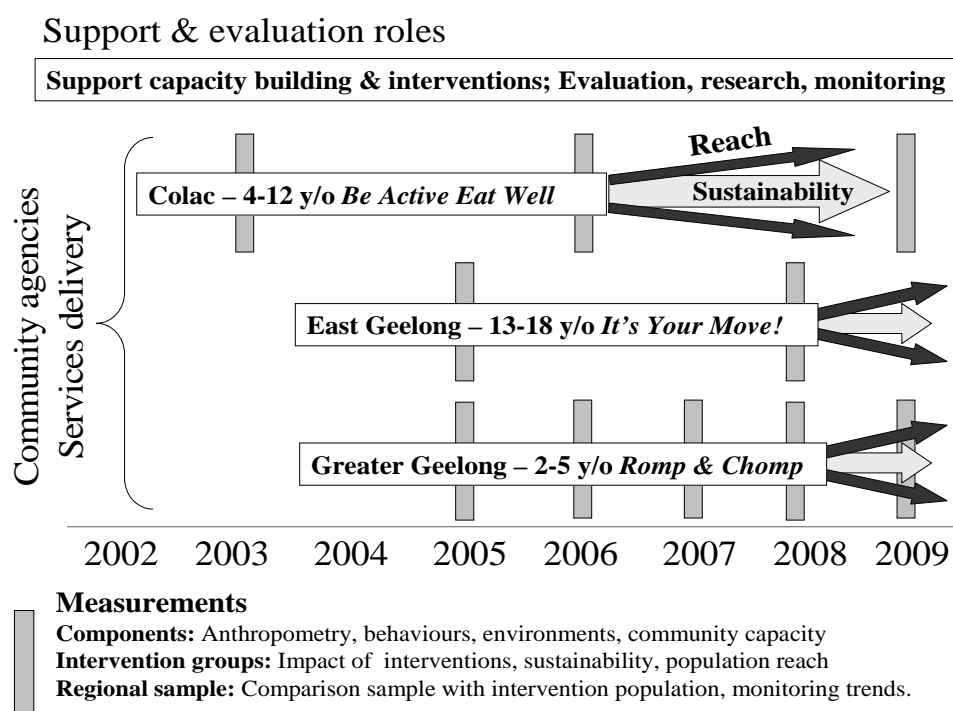 Support & evaluation roles
Support capacity building & interventions; Evaluation, research, monitoring
Community agencies
Services delivery
Reach
Colac – 4-12 y/o Be Active Eat Well
Sustainability
East Geelong – 13-18 y/o It's Your Move!
Greater Geelong – 2-5 y/o Romp & Chomp
2002 2003 2004 2005 2006 2007 2008 2009
Measurements
Components: Anthropometry, behaviours, environments, community capacity
Intervention groups: Impact of interventions, sustainability, population reach
Regional sample: Comparison sample with intervention population, monitoring trends.